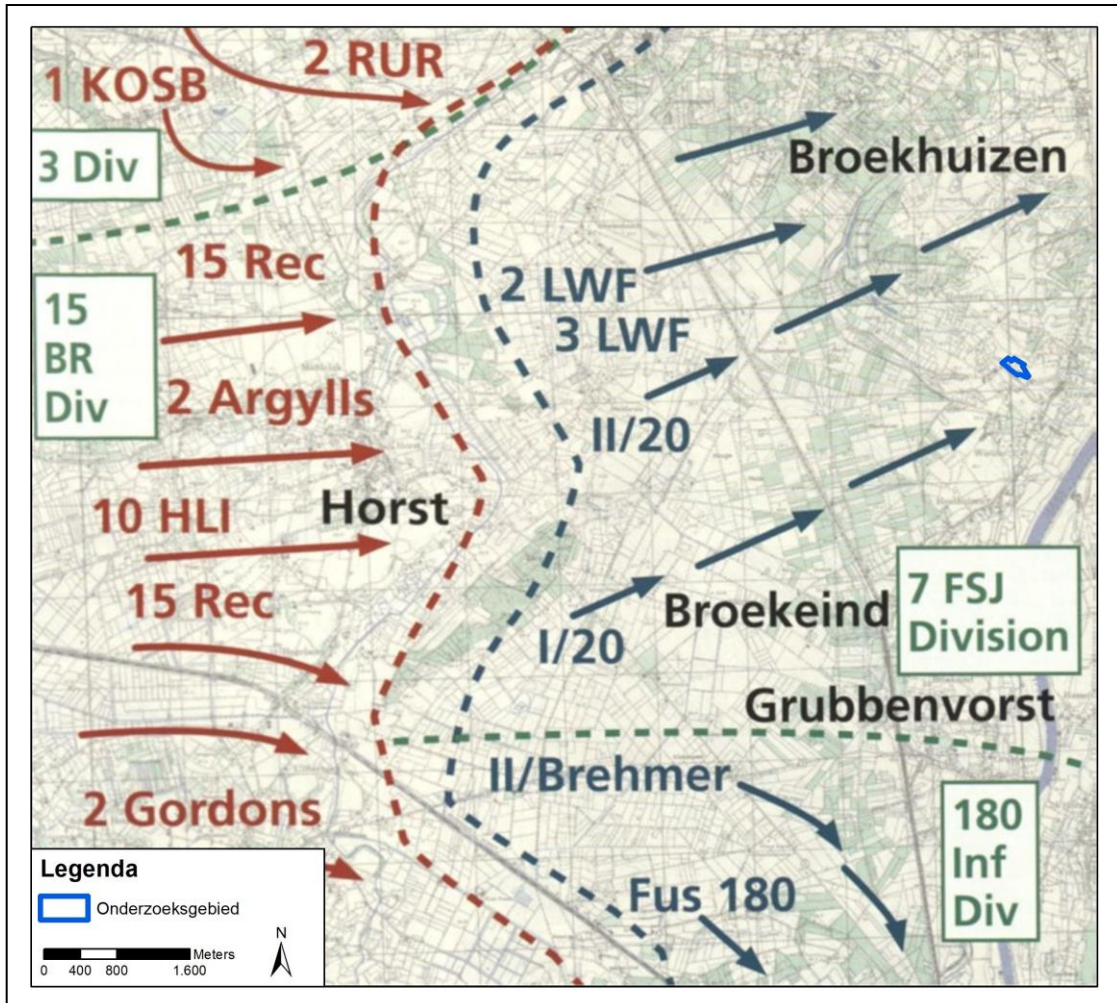 2 RUR
1 KOSB
3 Div
Broekhuizen
15 Rec
15
BR
Div
2 LWF
3 LWF
2 Argylls
II/20
10 HLI
Horst
15 Rec
Broekeind
7 FSJ
Division
I/20
Grubbenvorst
II/Brehmer
2 Gordons
180
Inf
Div
Fus 180
Legenda
Onderzoeksgebied
N
Meters
0 400 800 1.600